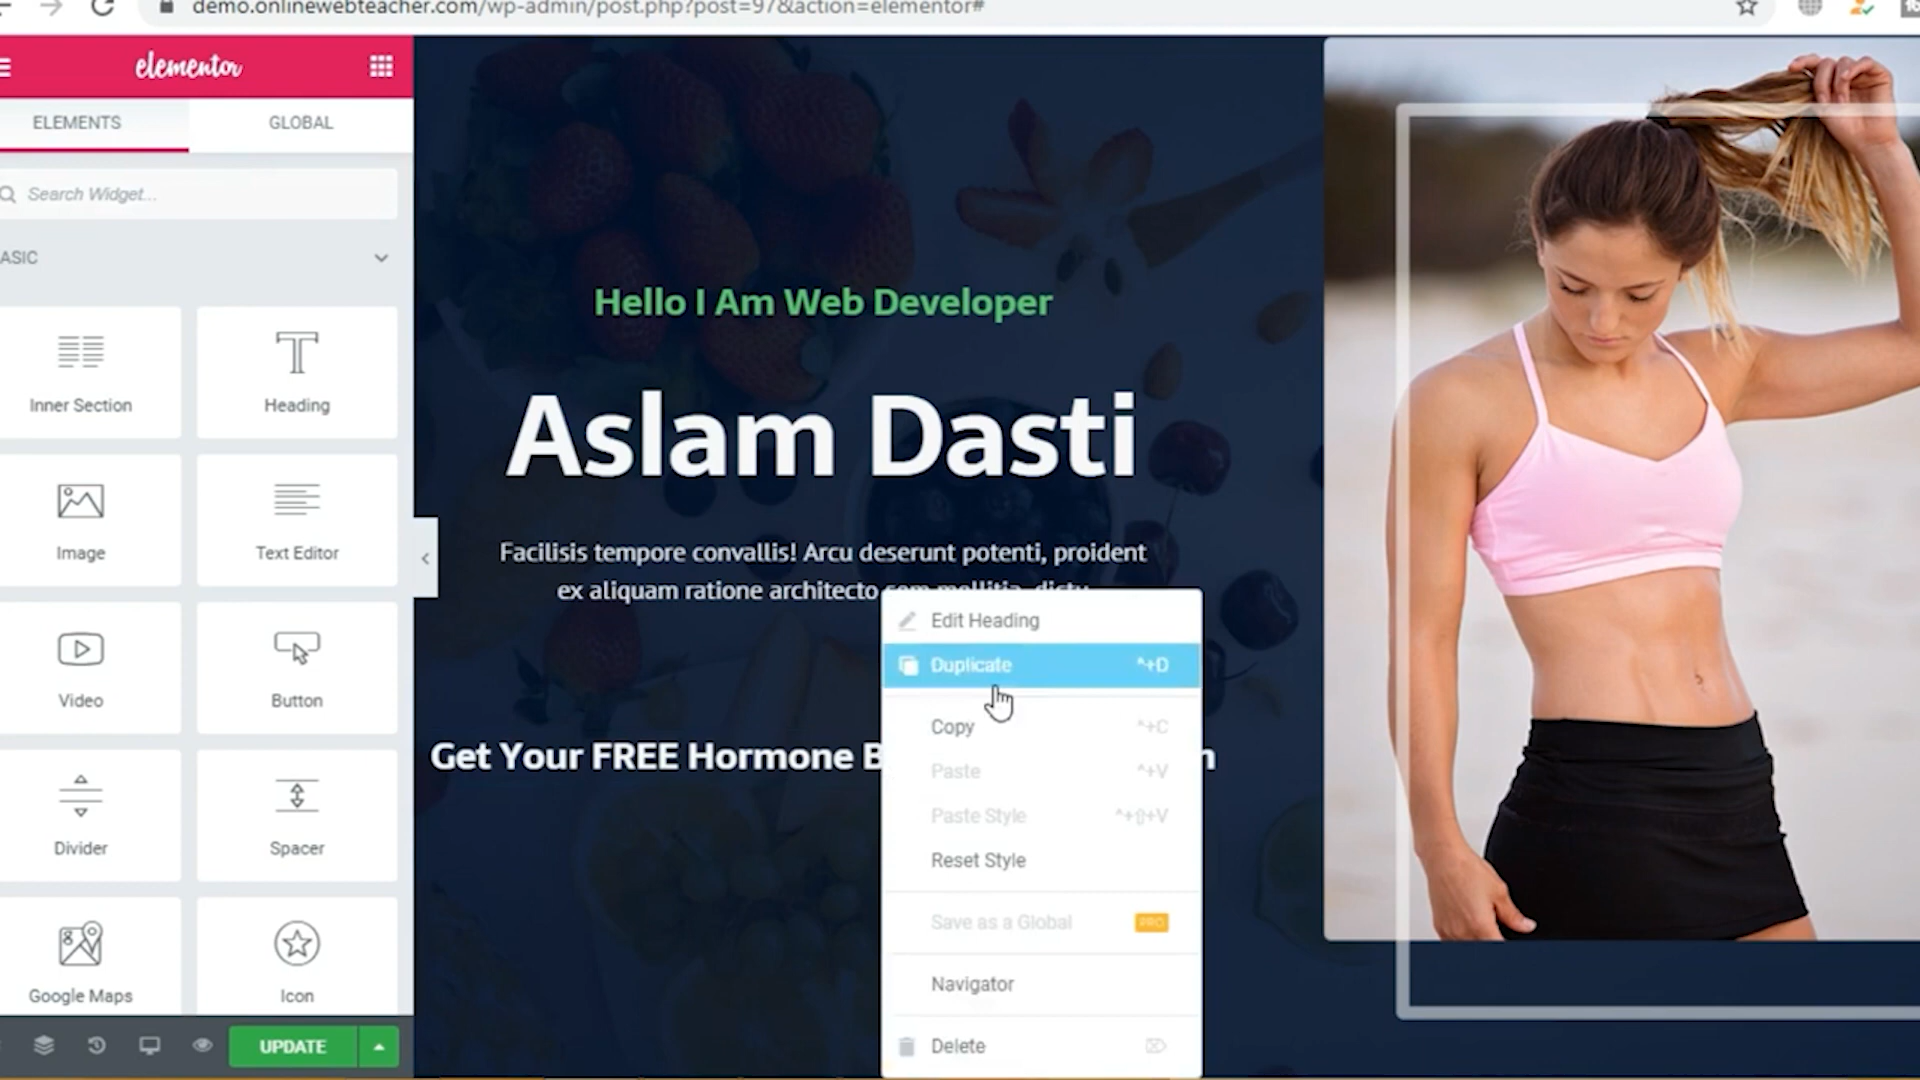 demo.onlinewebteacher.com/wp-admin/post.php?post=97&action=elementor#
elementor
ELEMENTS
GLOBAL
Search Widget...
ASIC
Inner Section
Heading
Image
Text Editor
Video
Button
Divider
Spacer
Google Maps
Icon
UPDATE
Hello I Am Web Developer
Aslam Dasti
Facilisis tempore convallis! Arcu deserunt potenti, proident
ex aliquam ratione architecto sem mollitia, dictu
Get Your FREE Hormone B
n
Edit Heading
Duplicate ^+D
Copy ^+C
Paste ^+V
Paste Style ^+⇧+V
Reset Style
Save as a Global PRO
Navigator
Delete ⌦